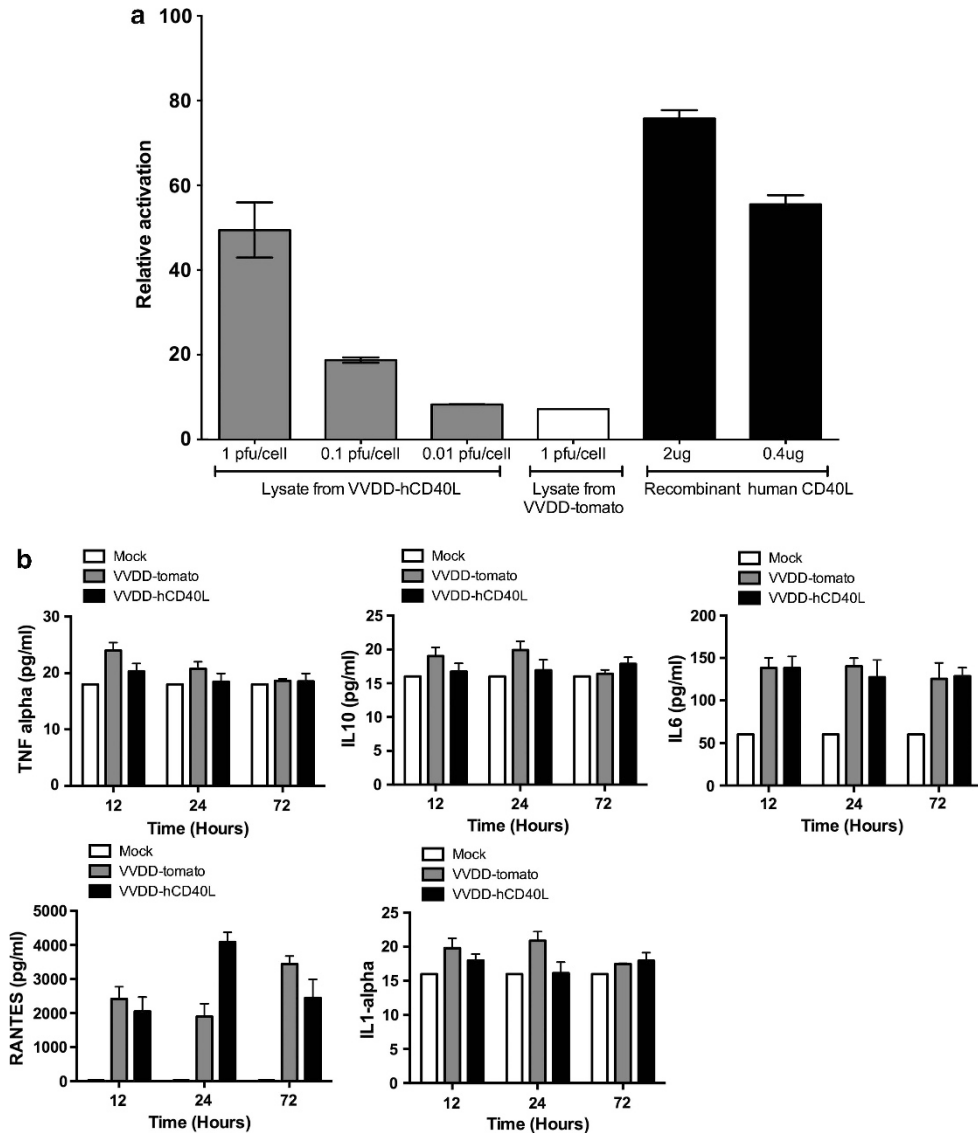 a
100
80
60
40
20
0
Relative activation
1 pfu/cell 0.1 pfu/cell 0.01 pfu/cell 1 pfu/cell 2ug 0.4ug
Lysate from VVDD-hCD40L
Lysate from
VVDD-tomato
Recombinant human CD40L
b
Mock
VVDD-tomato
VVDD-hCD40L
30
20
10
0
TNF alpha (pg/ml)
12 24 72
Time (Hours)
Mock
VVDD-tomato
VVDD-hCD40L
25
20
15
10
5
0
IL10 (pg/ml)
12 24 72
Time (Hours)
Mock
VVDD-tomato
VVDD-hCD40L
200
150
100
50
0
IL6 (pg/ml)
12 24 72
Time (Hours)
Mock
VVDD-tomato
VVDD-hCD40L
5000
4000
3000
2000
1000
0
RANTES (pg/ml)
12 24 72
Time (Hours)
Mock
VVDD-tomato
VVDD-hCD40L
25
20
15
10
5
0
IL1-alpha
12 24 72
Time (Hours)